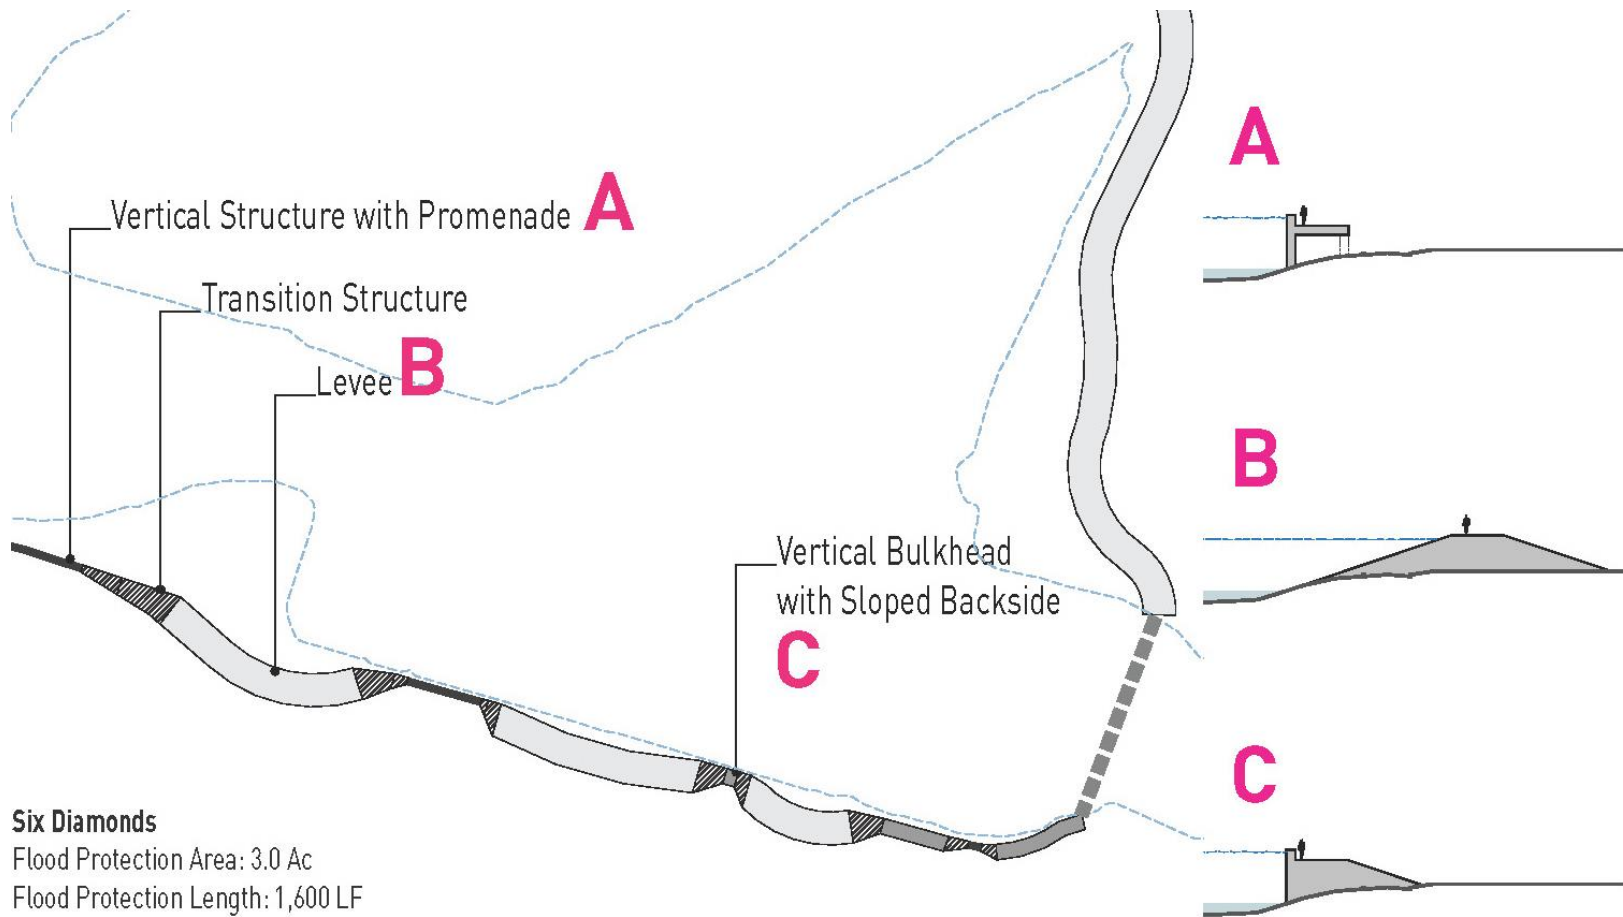 A
Vertical Structure with Promenade A
Transition Structure
Levee B
B
Vertical Bulkhead
with Sloped Backside
C
C
Six Diamonds
Flood Protection Area: 3.0 Ac
Flood Protection Length: 1,600 LF